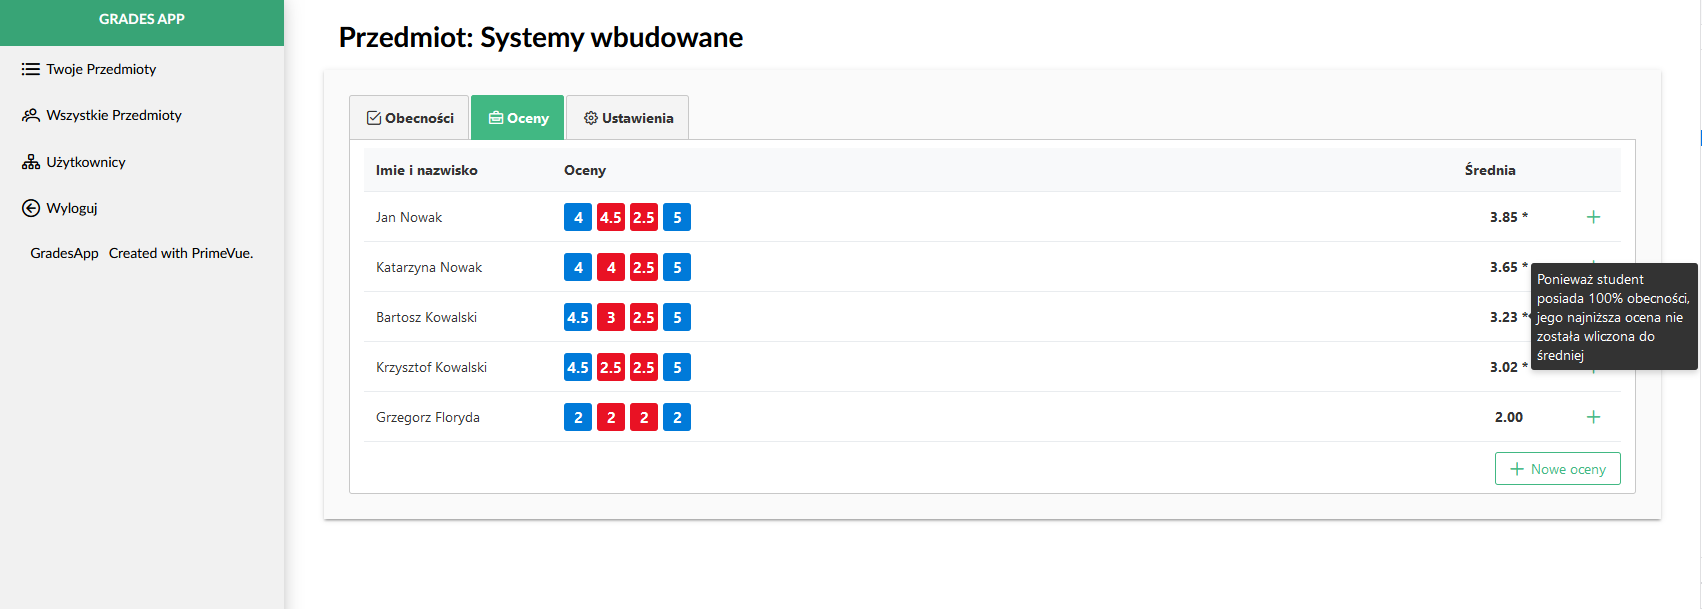 GRADES APP
Twoje Przedmioty
Wszystkie Przedmioty
Użytkownicy
Wyloguj
GradesApp Created with PrimeVue.
Przedmiot: Systemy wbudowane
Obecności Oceny Ustawienia
Imie i nazwisko Oceny Średnia
Jan Nowak 4 4.5 2.5 5 3.85 *
Katarzyna Nowak 4 4 2.5 5 3.65 *
Bartosz Kowalski 4.5 3 2.5 5 3.23 *
Krzysztof Kowalski 4.5 2.5 2.5 5 3.02 *
Grzegorz Floryda 2 2 2 2 2.00
Nowe oceny
Ponieważ student
posiada 100% obecności,
jego najniższa ocena nie
została wliczona do
średniej